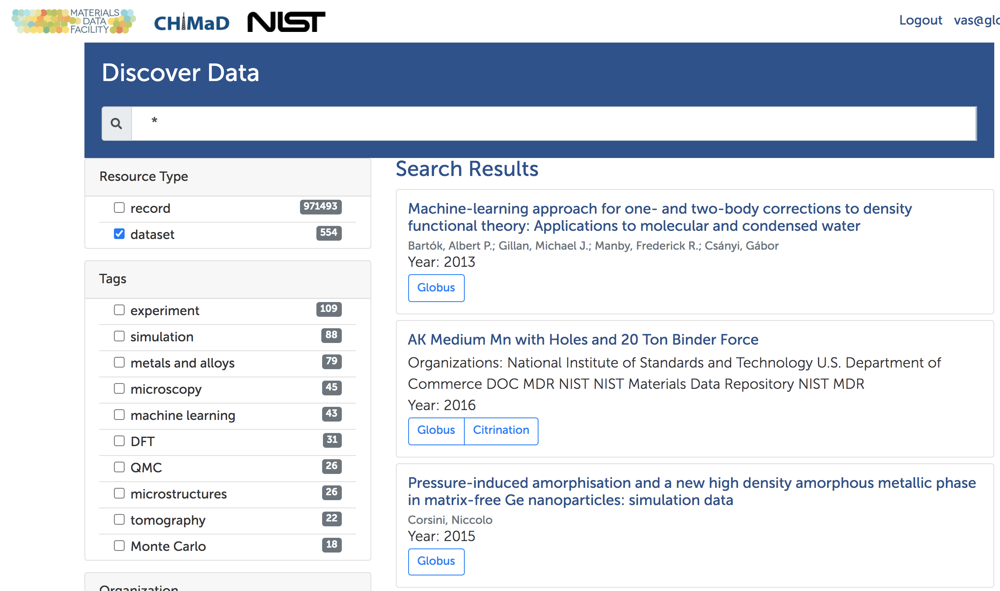 MATERIALS
DATA
FACILITY
CHiMaD
NIST
Logout
Discover Data
*
Resource Type
record 971493
dataset 554
Tags
experiment 109
simulation 88
metals and alloys 79
microscopy 45
machine learning 43
DFT 31
QMC 26
microstructures 26
tomography 22
Monte Carlo 18
Organization
Search Results
Machine-learning approach for one- and two-body corrections to density
functional theory: Applications to molecular and condensed water
Bartók, Albert P.; Gillan, Michael J.; Manby, Frederick R.; Csányi, Gábor
Year: 2013
Globus
AK Medium Mn with Holes and 20 Ton Binder Force
Organizations: National Institute of Standards and Technology U.S. Department of
Commerce DOC MDR NIST NIST Materials Data Repository NIST MDR
Year: 2016
Globus Citrination
Pressure-induced amorphisation and a new high density amorphous metallic phase
in matrix-free Ge nanoparticles: simulation data
Corsini, Niccolo
Year: 2015
Globus